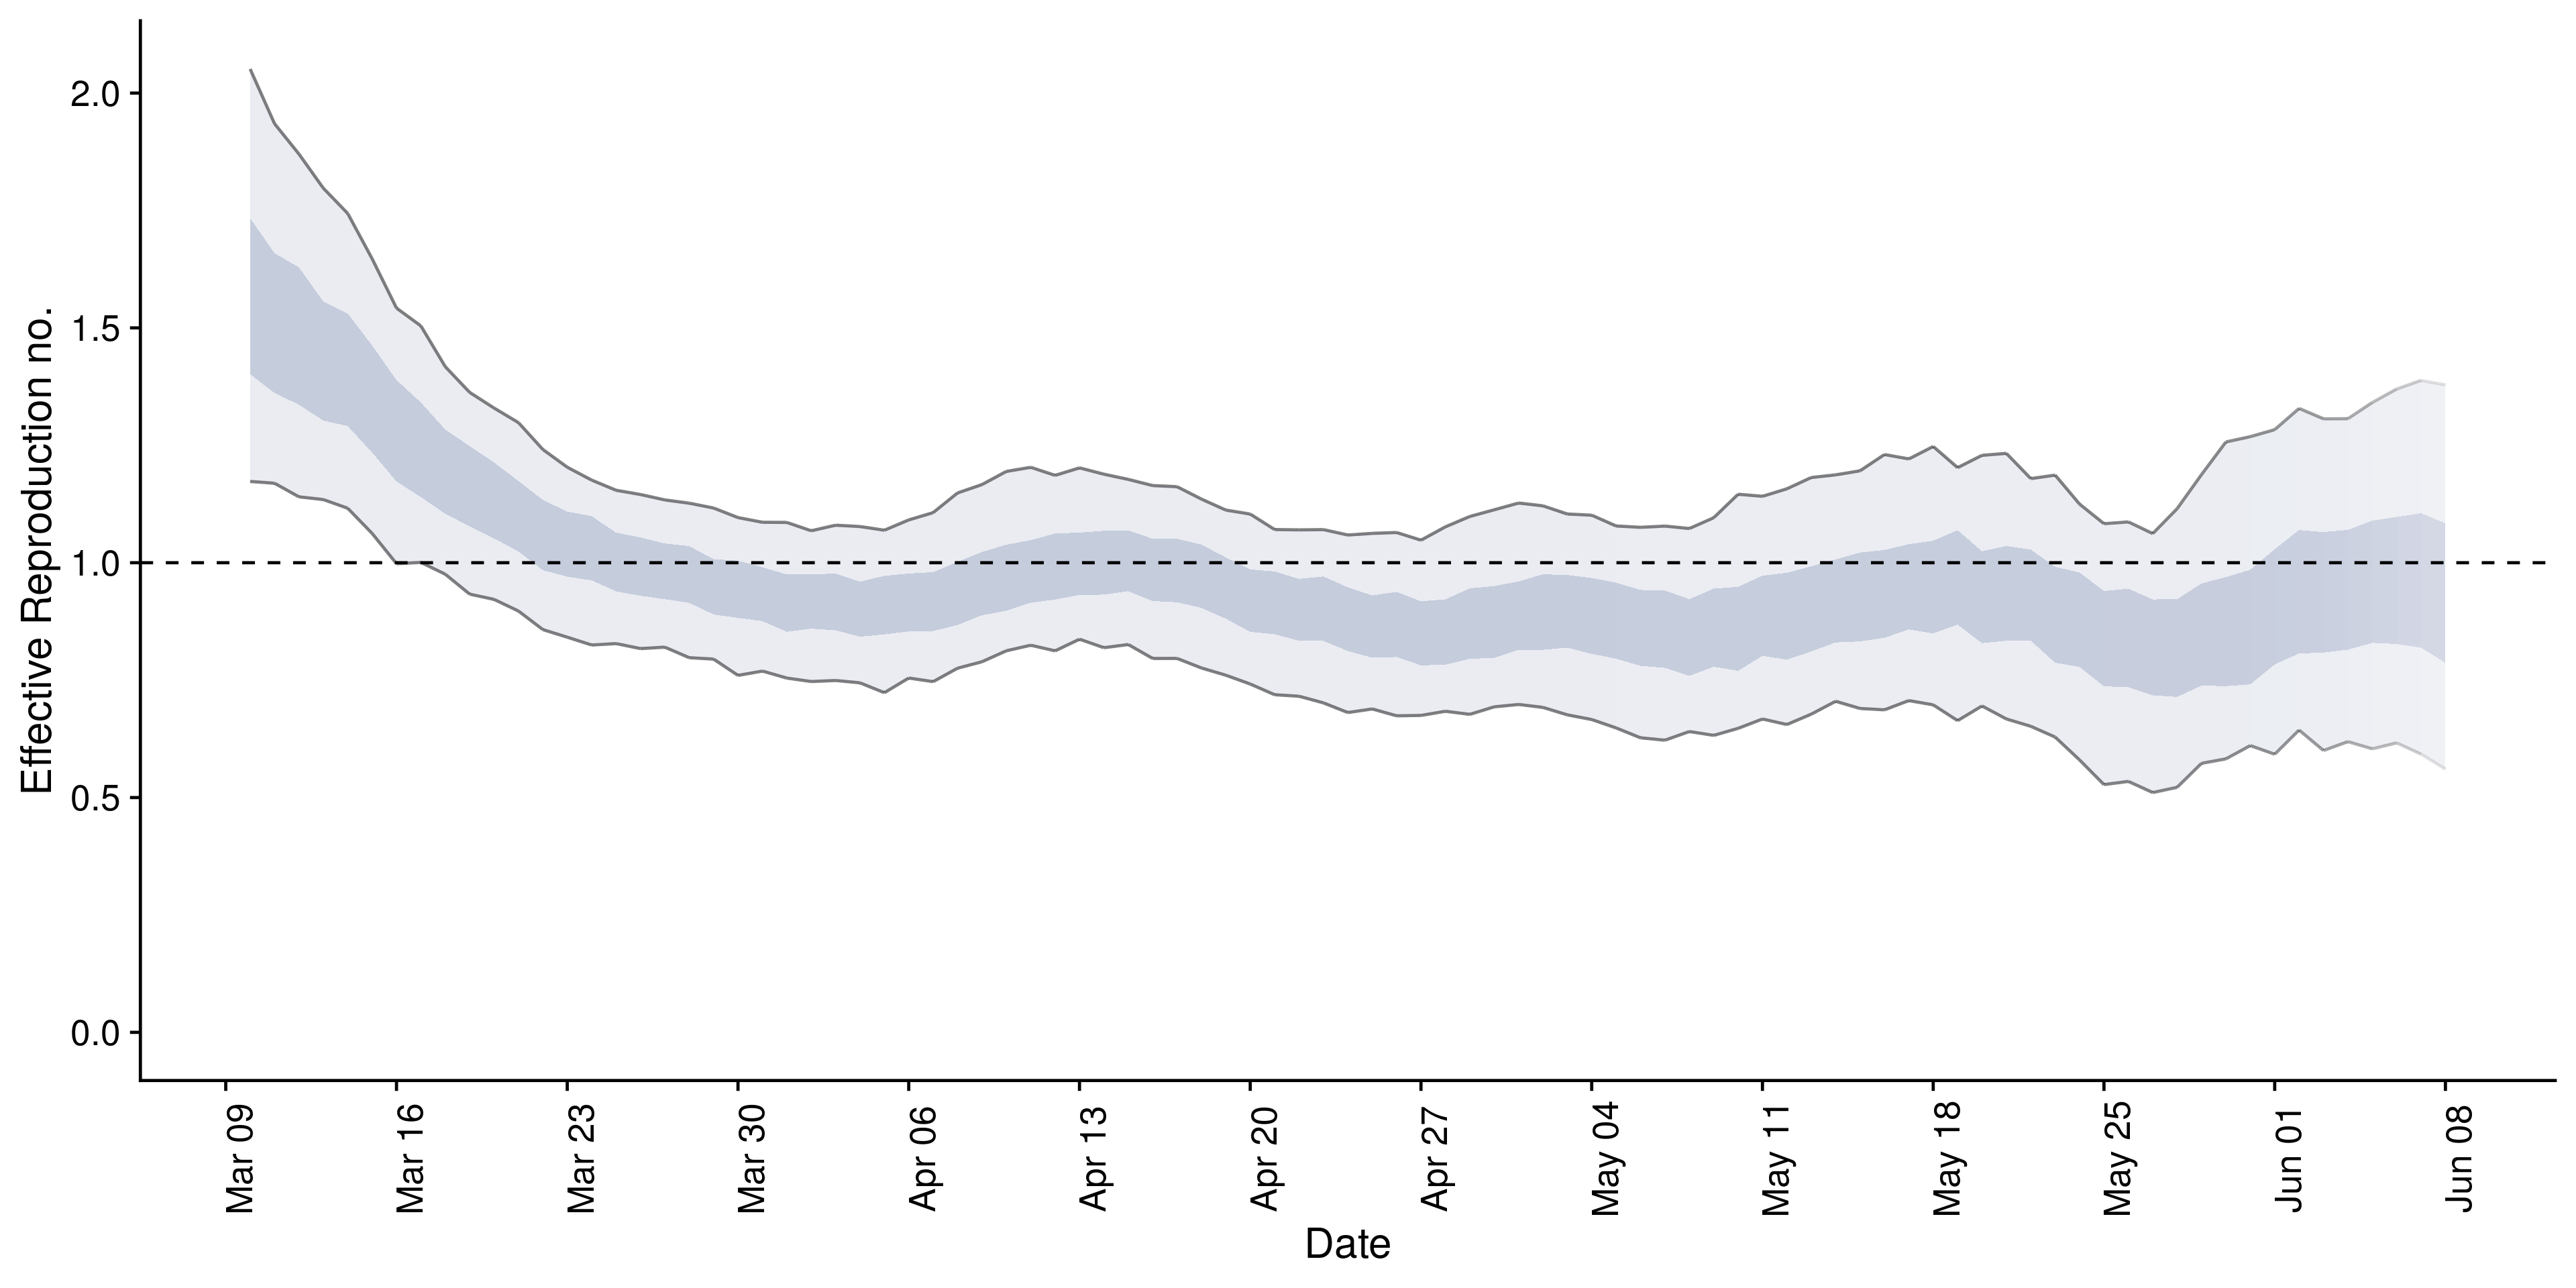 Effective Reproduction no.
2.0
1.5
1.0
0.5
0.0
Mar 09
Mar 16
Mar 23
Mar 30
Apr 06
Apr 13
Apr 20
Apr 27
May 04
May 11
May 18
May 25
Jun 01
Jun 08
Date